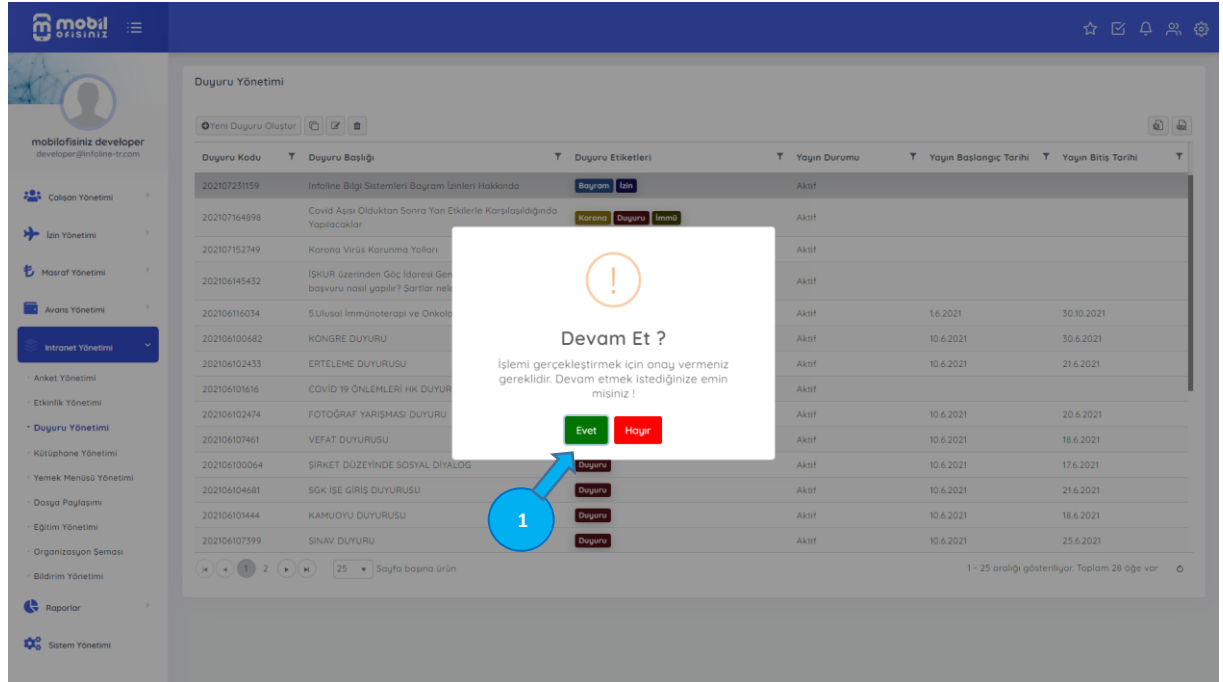 mobil
ofisiniz
Duyuru Yönetimi
Yeni Duyuru Oluştur
mobilofisiniz developer
developer@infoline-tr.com
Duyuru Kodu Duyuru Başlığı Duyuru Etiketleri Yayın Durumu Yayın Başlangıç Tarihi Yayın Bitiş Tarihi
202107231159 Infoline Bilgi Sistemleri Bayram İzinleri Hakkında Bayram İzin Aktif
202107164898 Covid Aşısı Olduktan Sonra Yan Etkilerle Karşılaşıldığında
Yapılacaklar Korona Duyuru İmmü Aktif
202107152749 Korona Virüs Korunma Yolları Aktif
202106145432 İŞKUR üzerinden Göç İdaresi Gen
başvuru nasıl yapılır? Şartlar nele Aktif
202106116034 5.Ulusal İmmünoterapi ve Onkolo Aktif 1.6.2021 30.10.2021
202106100682 KONGRE DUYURU Aktif 10.6.2021 30.6.2021
202106102433 ERTELEME DUYURUSU Aktif 10.6.2021 21.6.2021
202106101616 COVİD 19 ÖNLEMLERİ HK DUYUR Aktif
202106102474 FOTOĞRAF YARIŞMASI DUYURU Aktif 10.6.2021 20.6.2021
202106107461 VEFAT DUYURUSU Aktif 10.6.2021 18.6.2021
202106100064 ŞİRKET DÜZEYİNDE SOSYAL DİYALOG Duyuru Aktif 10.6.2021 17.6.2021
202106104681 SGK İSE GİRİŞ DUYURUSU Duyuru Aktif 10.6.2021 21.6.2021
202106101444 KAMUOYU DUYURUSU Duyuru Aktif 10.6.2021 18.6.2021
202106107399 SINAV DUYURU Duyuru Aktif 10.6.2021 25.6.2021
1 2 25 Sayfa başına ürün 1 - 25 aralığı gösteriliyor. Toplam 28 öğe var
Devam Et ?
İşlemi gerçekleştirmek için onay vermeniz
gereklidir. Devam etmek istediğinize emin
misiniz !
Evet Hayır
1
Çalışan Yönetimi
İzin Yönetimi
Masraf Yönetimi
Avans Yönetimi
Intranet Yönetimi
Anket Yönetimi
Etkinlik Yönetimi
Duyuru Yönetimi
Kütüphane Yönetimi
Yemek Menüsü Yönetimi
Dosya Paylaşımı
Eğitim Yönetimi
Organizasyon Şeması
Bildirim Yönetimi
Raporlar
Sistem Yönetimi